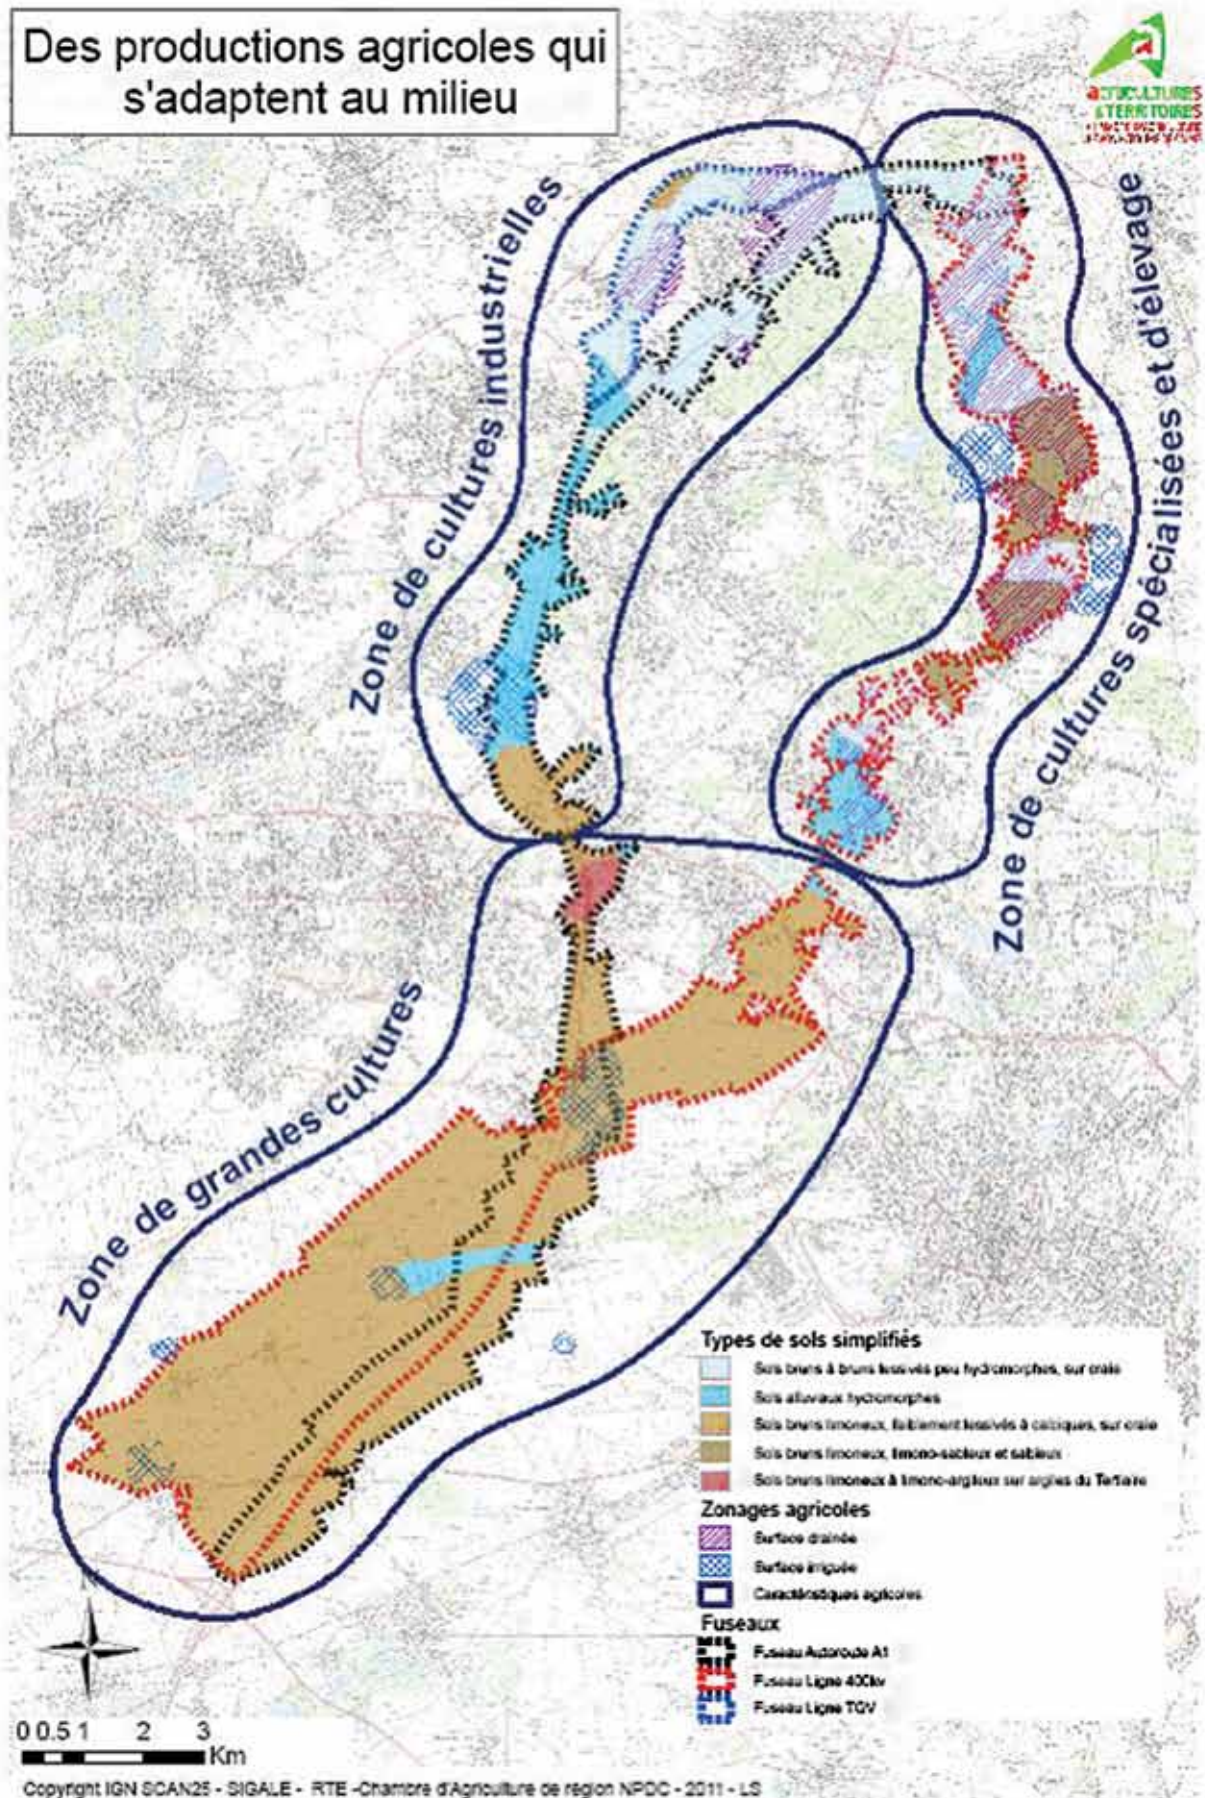 Des productions agricoles qui
s'adaptent au milieu
AGRICULTURES
& TERRITOIRES
Zone de cultures industrielles
Zone de cultures spécialisées et d'élevage
Zone de grandes cultures
Types de sols simplifiés
Sols bruns à bruns lessivés peu hydromorphes, sur craie
Sols alluviaux hydromorphes
Sols bruns limoneux, faiblement lessivés à calciques, sur craie
Sols bruns limoneux, limono-sableux et sableux
Sols bruns limoneux à limono-argileux sur argiles du Tertiaire
Zonages agricoles
Surface drainée
Surface irriguée
Caractéristiques agricoles
Fuseaux
Fuseau Autoroute A1
Fuseau Ligne 400kv
Fuseau Ligne TGV
0 0.5 1 2 3
Km
Copyright IGN SCAN25 - SIGALE - RTE -Chambre d'Agriculture de région NPDC - 2011 - LS